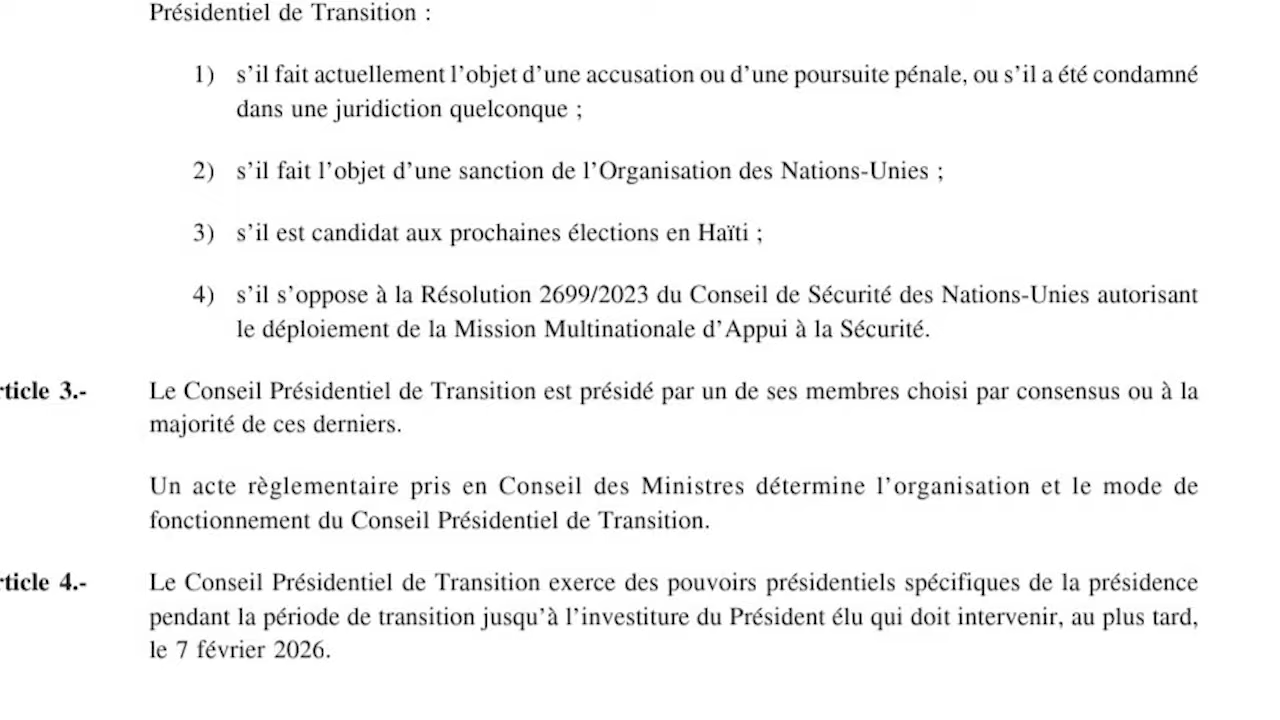 Présidentiel de Transition :
1) s’il fait actuellement l’objet d’une accusation ou d’une poursuite pénale, ou s’il a été condamné
dans une juridiction quelconque ;
2) s’il fait l’objet d’une sanction de l’Organisation des Nations-Unies ;
3) s’il est candidat aux prochaines élections en Haïti ;
4) s’il s’oppose à la Résolution 2699/2023 du Conseil de Sécurité des Nations-Unies autorisant
le déploiement de la Mission Multinationale d’Appui à la Sécurité.
rticle 3.- Le Conseil Présidentiel de Transition est présidé par un de ses membres choisi par consensus ou à la
majorité de ces derniers.
Un acte règlementaire pris en Conseil des Ministres détermine l’organisation et le mode de
fonctionnement du Conseil Présidentiel de Transition.
rticle 4.- Le Conseil Présidentiel de Transition exerce des pouvoirs présidentiels spécifiques de la présidence
pendant la période de transition jusqu’à l’investiture du Président élu qui doit intervenir, au plus tard,
le 7 février 2026.